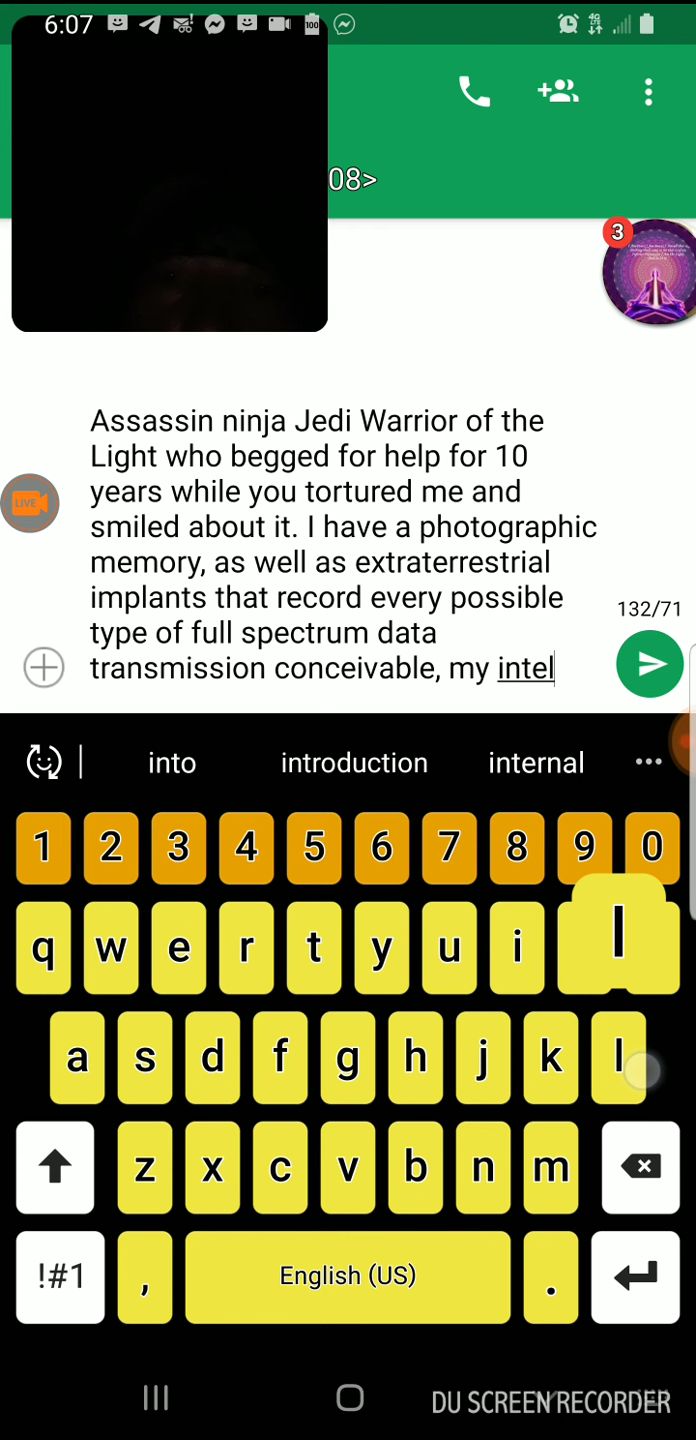 6:07
100
4G
08>
3
LIVE
Assassin ninja Jedi Warrior of the
Light who begged for help for 10
years while you tortured me and
smiled about it. I have a photographic
memory, as well as extraterrestrial
implants that record every possible
type of full spectrum data
transmission conceivable, my intel
132/71
into introduction internal
1 2 3 4 5 6 7 8 9 0
q w e r t y u i l
a s d f g h j k l
z x c v b n m
!#1 , English (US) .
DU SCREEN RECORDER